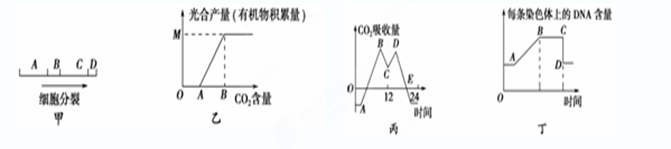 A B C D
细胞分裂
甲
光合产量(有机物积累量)
M
O A B CO₂含量
乙
CO₂吸收量
B D
C
O
E
A
12 24
时间
丙
每条染色体上的DNA含量
B C
A
D
O
时间
丁